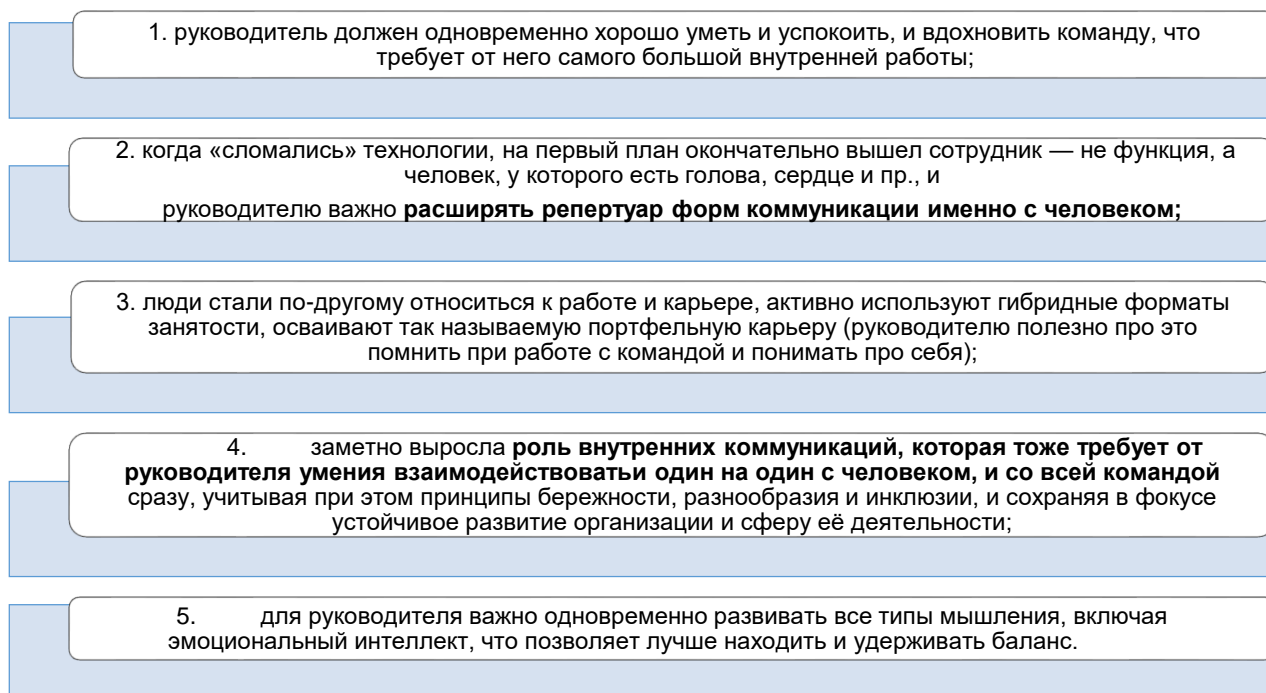 1. руководитель должен одновременно хорошо уметь и успокоить, и вдохновить команду, что
требует от него самого большой внутренней работы;
2. когда «сломались» технологии, на первый план окончательно вышел сотрудник — не функция, а
человек, у которого есть голова, сердце и пр., и
руководителю важно расширять репертуар форм коммуникации именно с человеком;
3. люди стали по-другому относиться к работе и карьере, активно используют гибридные форматы
занятости, осваивают так называемую портфельную карьеру (руководителю полезно про это
помнить при работе с командой и понимать про себя);
4. заметно выросла роль внутренних коммуникаций, которая тоже требует от
руководителя умения взаимодействоватьи один на один с человеком, и со всей командой
сразу, учитывая при этом принципы бережности, разнообразия и инклюзии, и сохраняя в фокусе
устойчивое развитие организации и сферу её деятельности;
5. для руководителя важно одновременно развивать все типы мышления, включая
эмоциональный интеллект, что позволяет лучше находить и удерживать баланс.